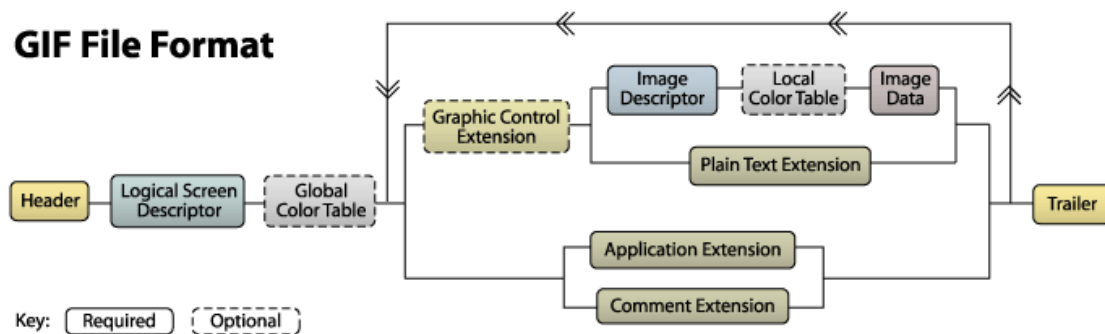 GIF File Format
Image
Descriptor
Local
Color Table
Image
Data
Graphic Control
Extension
Plain Text Extension
Header
Logical Screen
Descriptor
Global
Color Table
Trailer
Application Extension
Comment Extension
Key: Required Optional